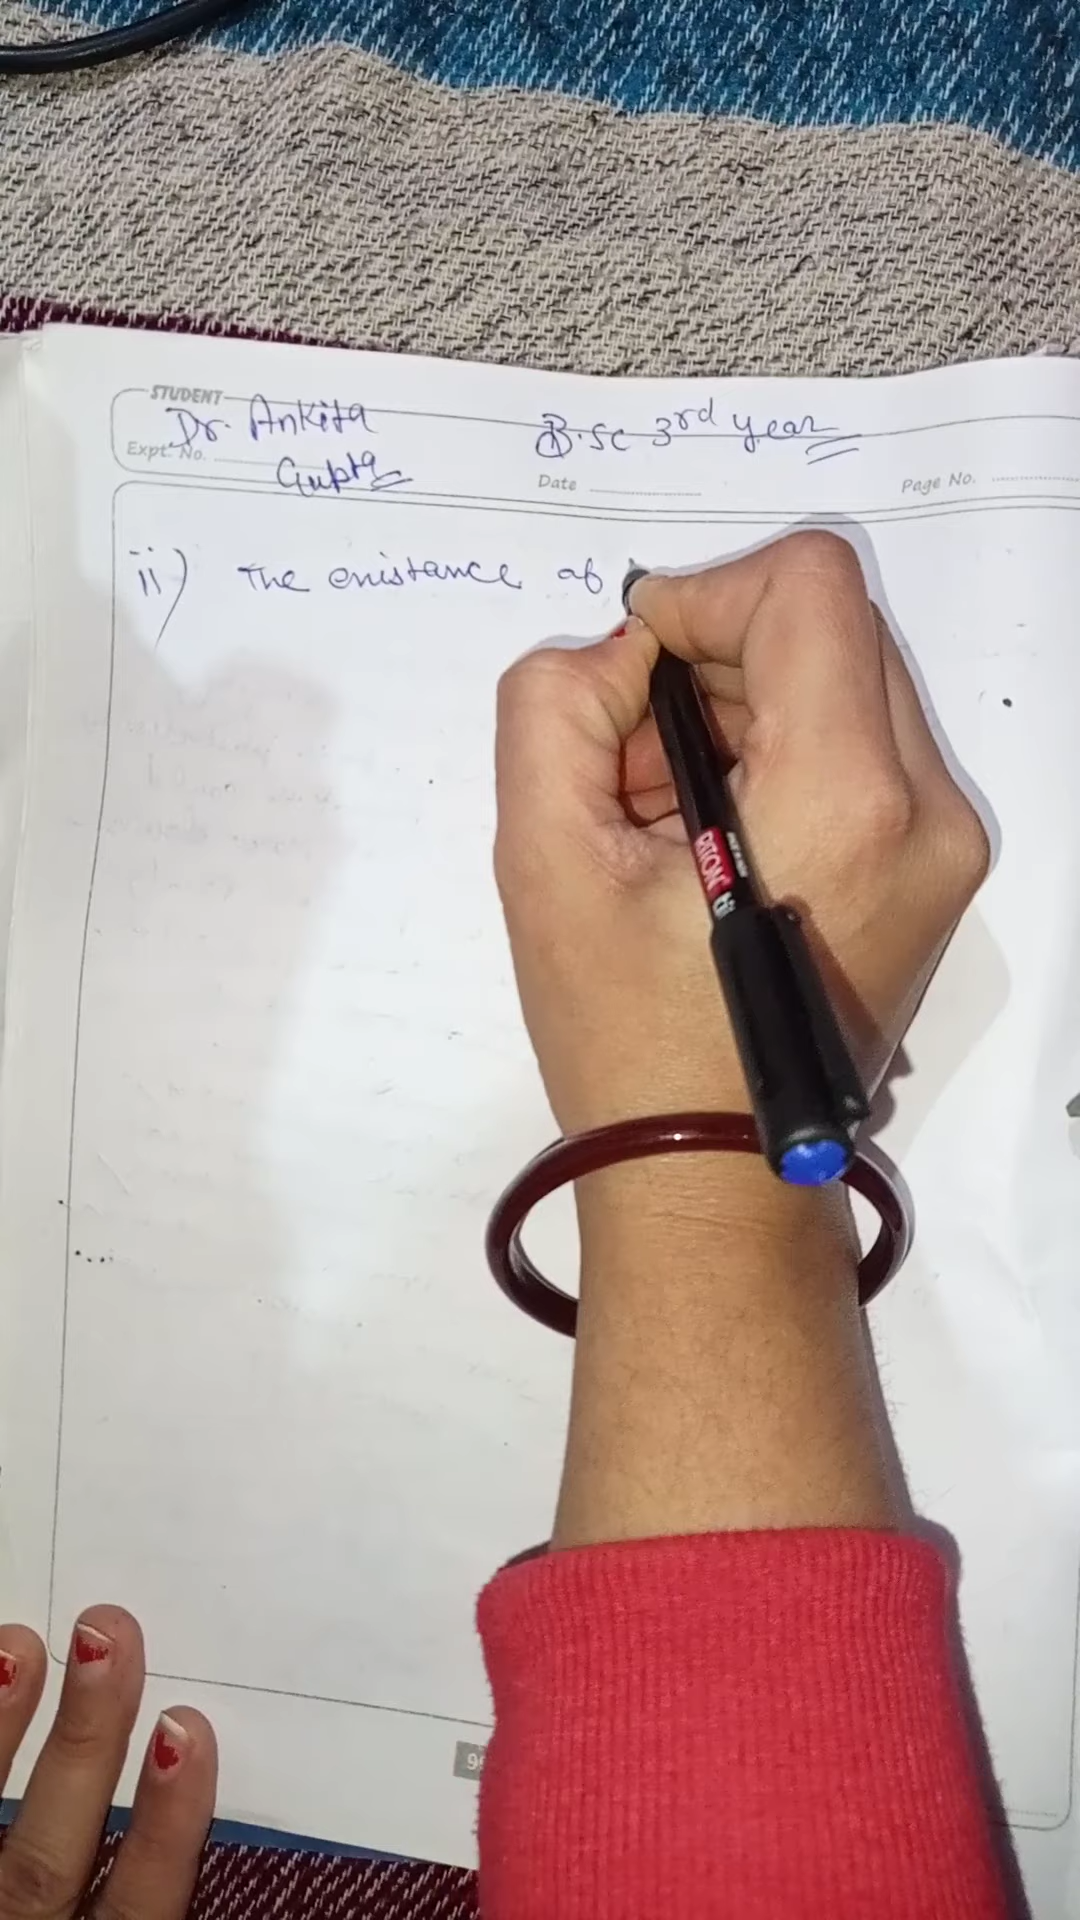 STUDENT
Dr. Ankita B.Sc 3rd year
Expt. No. Gupta
Date Page No.
ii) The enistance of